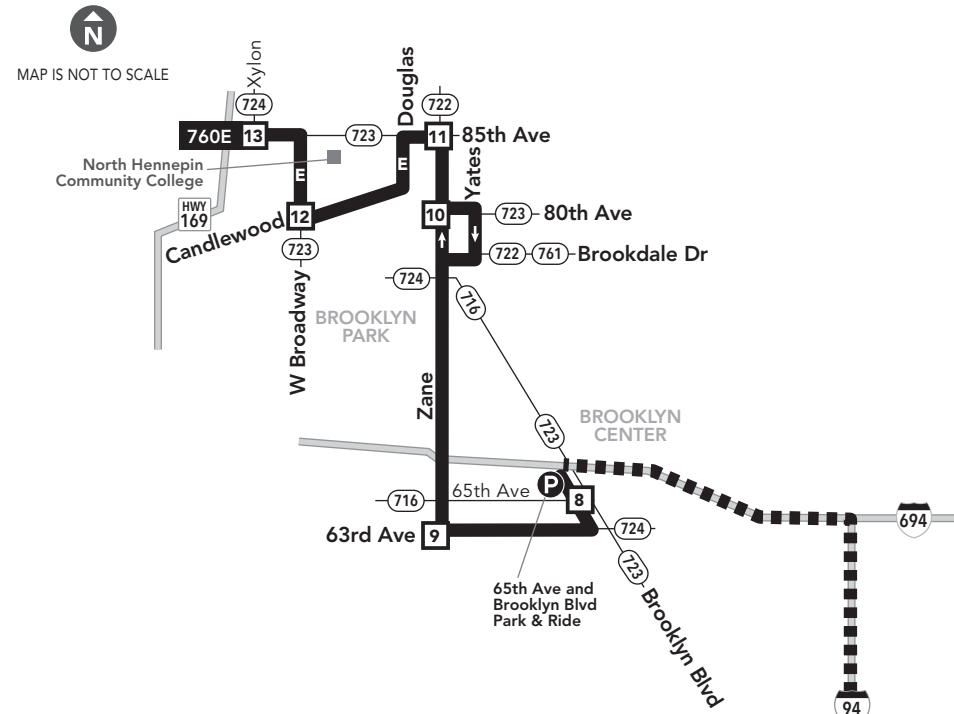 N
MAP IS NOT TO SCALE
Xylon
724
Douglas
722
760E 13
723
11
85th Ave
North Hennepin
Community College
E
E
Yates
HWY
169
12
10
723
80th Ave
Candlewood
723
722
761
Brookdale Dr
724
716
W Broadway
BROOKLYN
PARK
Zane
723
BROOKLYN
CENTER
P
716
65th Ave
8
694
63rd Ave
9
724
723
65th Ave and
Brooklyn Blvd
Park & Ride
Brooklyn Blvd
94